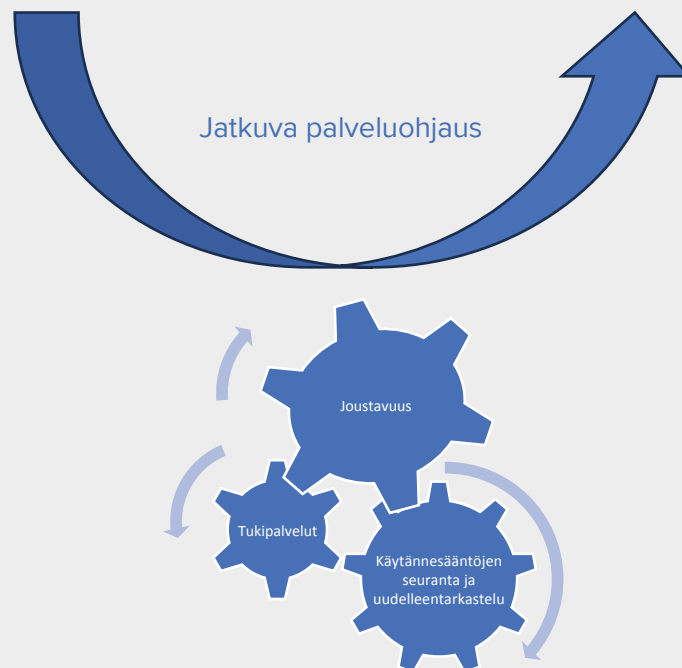 Jatkuva palveluohjaus
Joustavuus
Tukipalvelut
Käytännesääntöjen
seuranta ja
uudelleentarkastelu